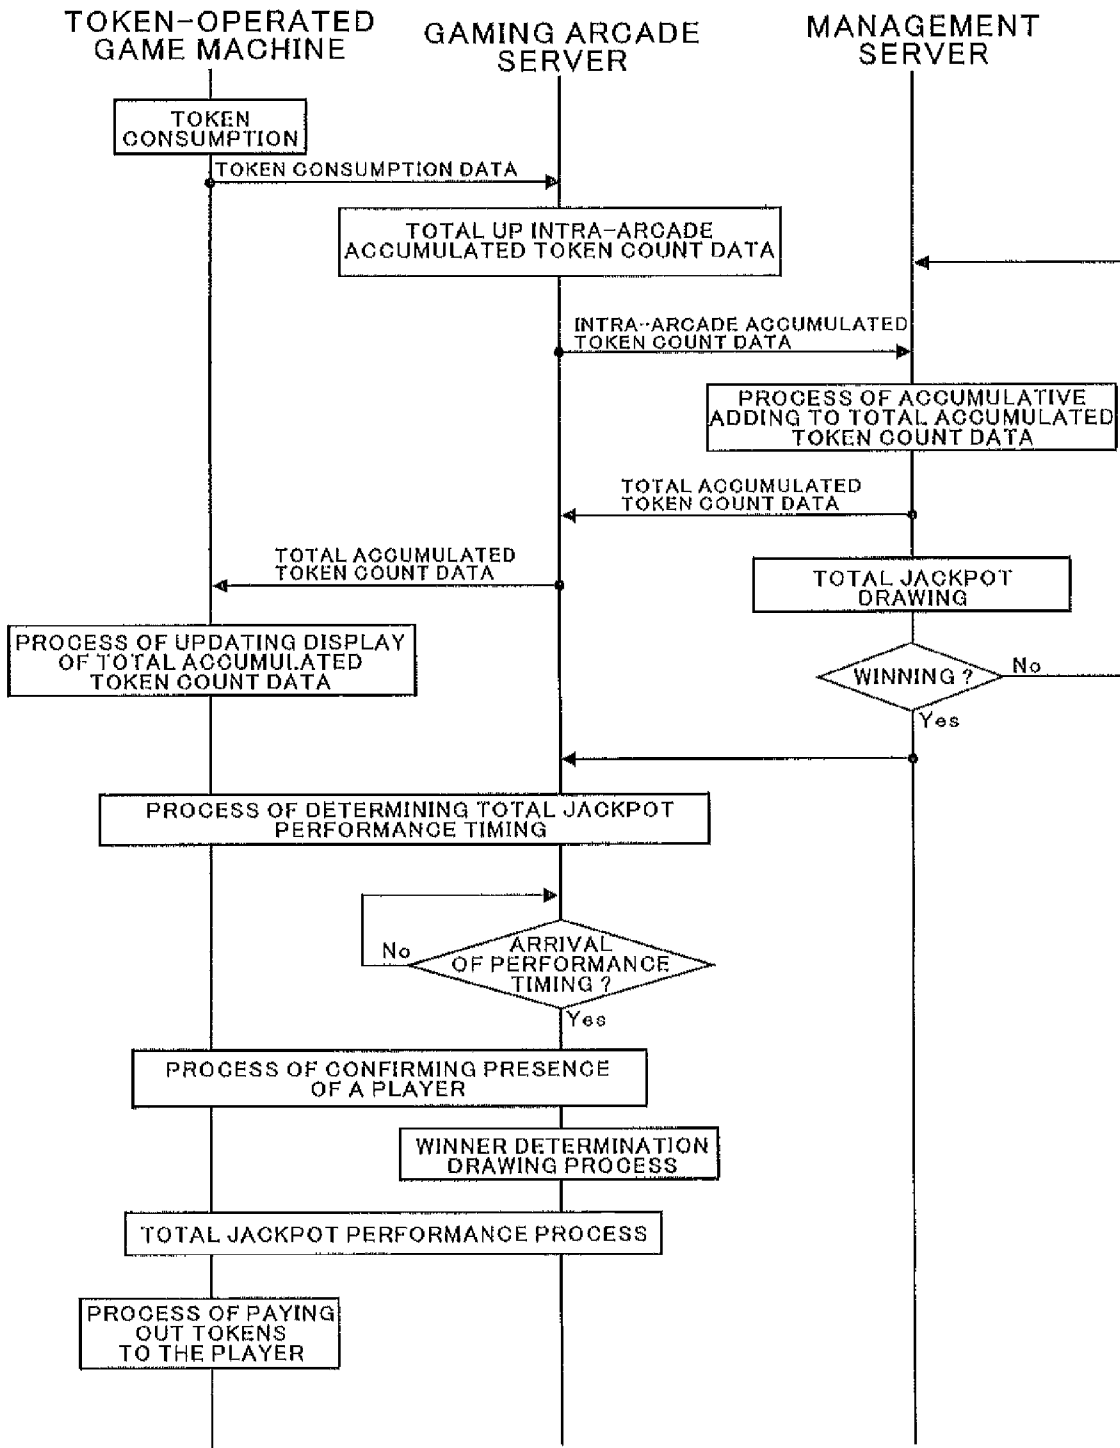 TOKEN-OPERATED
GAME MACHINE
GAMING ARCADE
SERVER
MANAGEMENT
SERVER
TOKEN
CONSUMPTION
TOKEN CONSUMPTION DATA
TOTAL UP INTRA-ARCADE
ACCUMULATED TOKEN COUNT DATA
INTRA-ARCADE ACCUMULATED
TOKEN COUNT DATA
PROCESS OF ACCUMULATIVE
ADDING TO TOTAL ACCUMULATED
TOKEN COUNT DATA
TOTAL ACCUMULATED
TOKEN COUNT DATA
TOTAL ACCUMULATED
TOKEN COUNT DATA
TOTAL JACKPOT
DRAWING
PROCESS OF UPDATING DISPLAY
OF TOTAL ACCUMULATED
TOKEN COUNT DATA
WINNING ?
No
Yes
PROCESS OF DETERMINING TOTAL JACKPOT
PERFORMANCE TIMING
No
ARRIVAL
OF PERFORMANCE
TIMING ?
Yes
PROCESS OF CONFIRMING PRESENCE
OF A PLAYER
WINNER DETERMINATION
DRAWING PROCESS
TOTAL JACKPOT PERFORMANCE PROCESS
PROCESS OF PAYING
OUT TOKENS
TO THE PLAYER